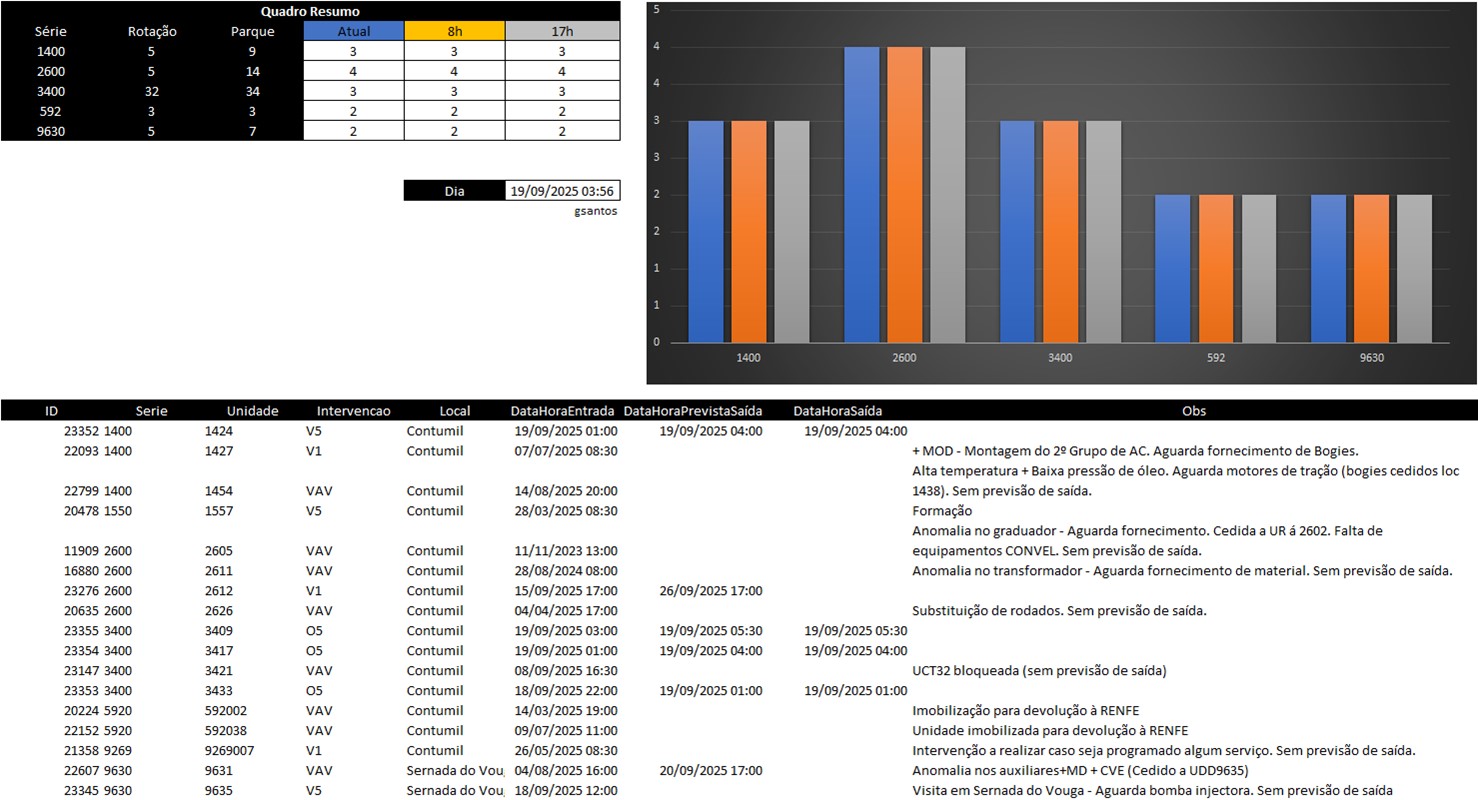 Quadro Resumo
Série Rotação Parque Atual 8h 17h
1400 5 9 3 3 3
2600 5 14 4 4 4
3400 32 34 3 3 3
592 3 3 2 2 2
9630 5 7 2 2 2
Dia 19/09/2025 03:56
gsantos
5
4
4
3
3
2
2
1
1
0
1400 2600 3400 592 9630
ID Serie Unidade Intervencao Local DataHoraEntrada DataHoraPrevistaSaída DataHoraSaída Obs
23352 1400 1424 V5 Contumil 19/09/2025 01:00 19/09/2025 04:00 19/09/2025 04:00
22093 1400 1427 V1 Contumil 07/07/2025 08:30 + MOD - Montagem do 2º Grupo de AC. Aguarda fornecimento de Bogies.
Alta temperatura + Baixa pressão de óleo. Aguarda motores de tração (bogies cedidos loc
22799 1400 1454 VAV Contumil 14/08/2025 20:00 1438). Sem previsão de saída.
20478 1550 1557 V5 Contumil 28/03/2025 08:30 Formação
Anomalia no graduador - Aguarda fornecimento. Cedida a UR á 2602. Falta de
11909 2600 2605 VAV Contumil 11/11/2023 13:00 equipamentos CONVEL. Sem previsão de saída.
16880 2600 2611 VAV Contumil 28/08/2024 08:00 Anomalia no transformador - Aguarda fornecimento de material. Sem previsão de saída.
23276 2600 2612 V1 Contumil 15/09/2025 17:00 26/09/2025 17:00
20635 2600 2626 VAV Contumil 04/04/2025 17:00 Substituição de rodados. Sem previsão de saída.
23355 3400 3409 O5 Contumil 19/09/2025 03:00 19/09/2025 05:30 19/09/2025 05:30
23354 3400 3417 O5 Contumil 19/09/2025 01:00 19/09/2025 04:00 19/09/2025 04:00
23147 3400 3421 VAV Contumil 08/09/2025 16:30 UCT32 bloqueada (sem previsão de saída)
23353 3400 3433 O5 Contumil 18/09/2025 22:00 19/09/2025 01:00 19/09/2025 01:00
20224 5920 592002 VAV Contumil 14/03/2025 19:00 Imobilização para devolução à RENFE
22152 5920 592038 VAV Contumil 09/07/2025 11:00 Unidade imobilizada para devolução à RENFE
21358 9269 9269007 V1 Contumil 26/05/2025 08:30 Intervenção a realizar caso seja programado algum serviço. Sem previsão de saída.
22607 9630 9631 VAV Sernada do Vou 04/08/2025 16:00 20/09/2025 17:00 Anomalia nos auxiliares+MD + CVE (Cedido a UDD9635)
23345 9630 9635 V5 Sernada do Vou 18/09/2025 12:00 Visita em Sernada do Vouga - Aguarda bomba injectora. Sem previsão de saída